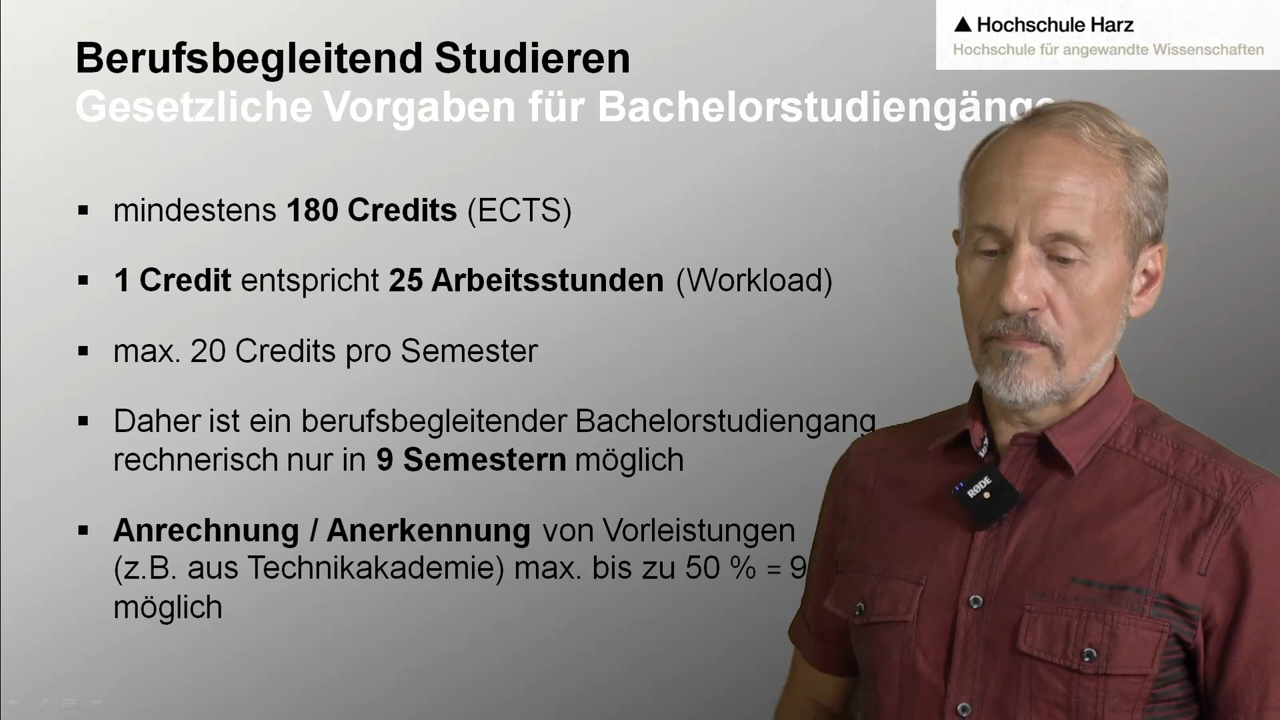 ▲ Hochschule Harz
Hochschule für angewandte Wissenschaften
Berufsbegleitend Studieren
Gesetzliche Vorgaben für Bachelorstudiengänge
▪ mindestens 180 Credits (ECTS)
▪ 1 Credit entspricht 25 Arbeitsstunden (Workload)
▪ max. 20 Credits pro Semester
▪ Daher ist ein berufsbegleitender Bachelorstudiengang
rechnerisch nur in 9 Semestern möglich
▪ Anrechnung / Anerkennung von Vorleistungen
(z.B. aus Technikakademie) max. bis zu 50 % = 9
möglich
RØDE